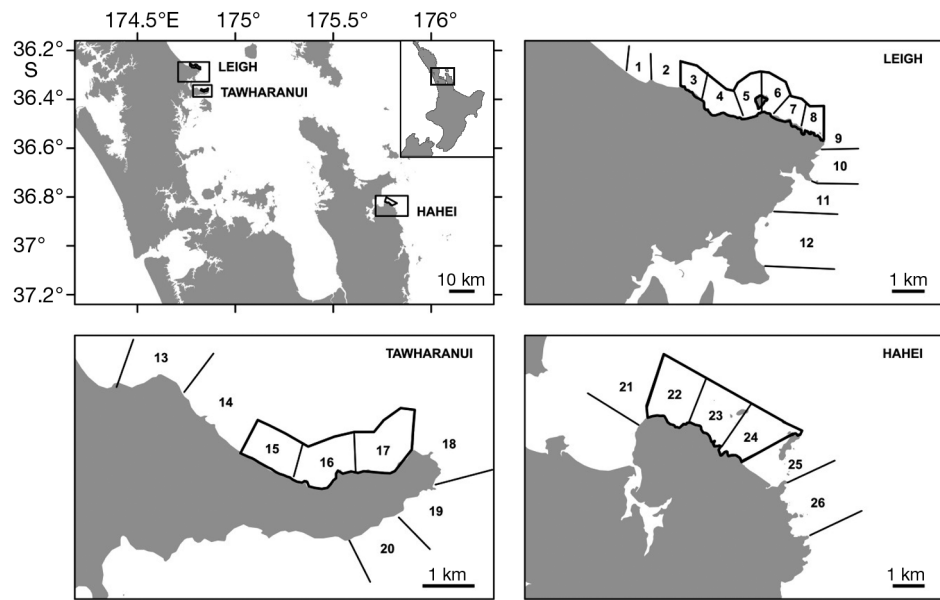 174.5°E 175° 175.5° 176°
36.2°
S
36.4°
36.6°
36.8°
37°
37.2°
LEIGH
TAWHARANUI
HAHEI
10 km
LEIGH
1 2 3 4 5 6 7 8
9
10
11
12
1 km
TAWHARANUI
13
14
15 16 17 18
19
20
1 km
HAHEI
21 22 23 24
25
26
1 km